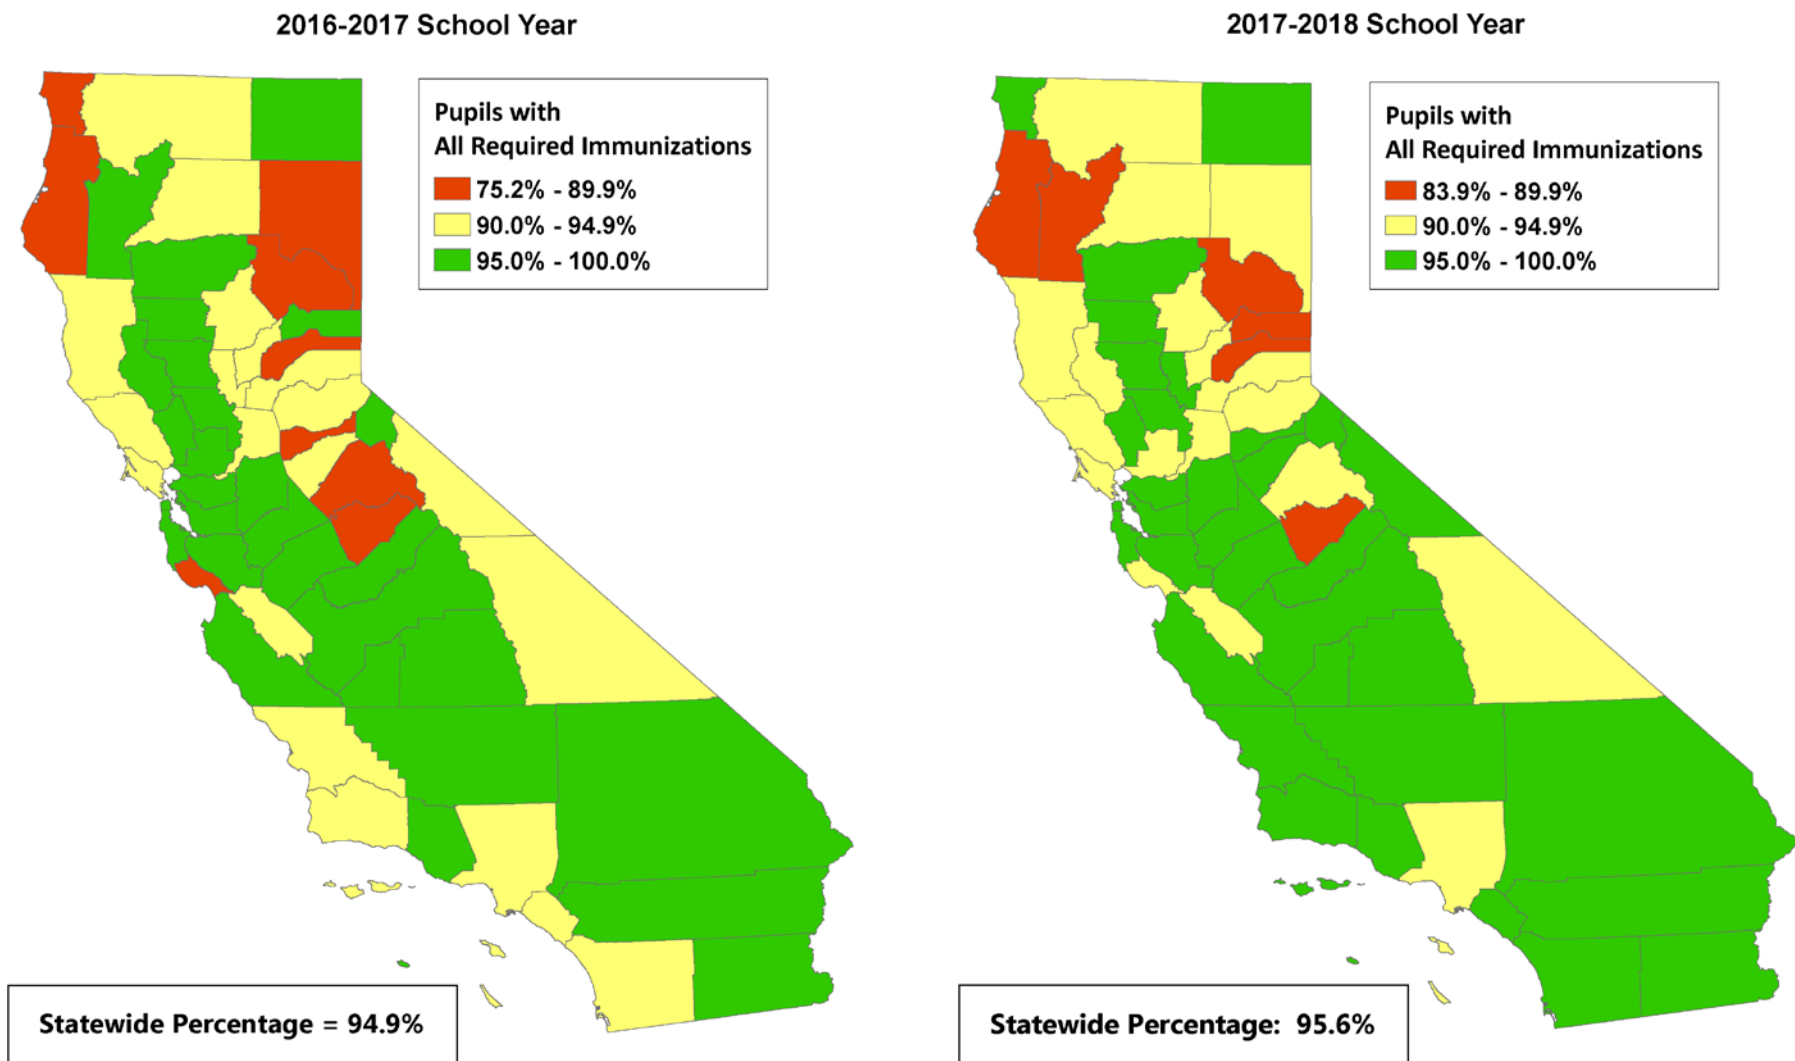 2016-2017 School Year
Pupils with
All Required Immunizations
75.2% - 89.9%
90.0% - 94.9%
95.0% - 100.0%
Statewide Percentage = 94.9%
2017-2018 School Year
Pupils with
All Required Immunizations
83.9% - 89.9%
90.0% - 94.9%
95.0% - 100.0%
Statewide Percentage: 95.6%